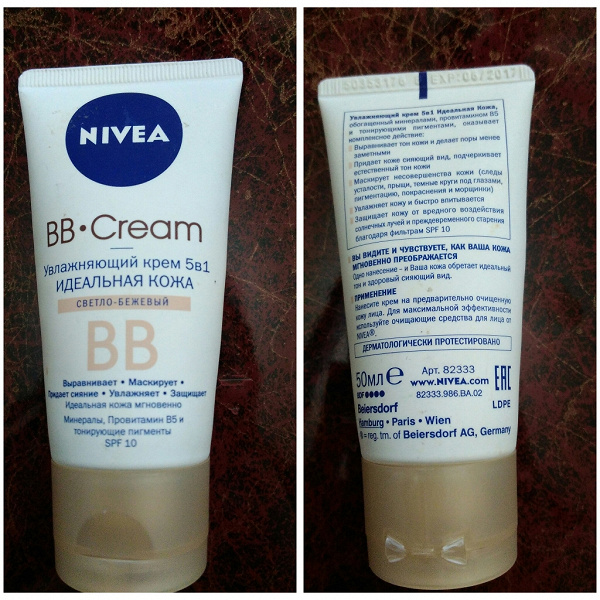 NIVEA
BB•Cream
Увлажняющий крем 5в1
ИДЕАЛЬНАЯ КОЖА
СВЕТЛО-БЕЖЕВЫЙ
BB
Выравнивает • Маскирует •
Придает сияние • Увлажняет • Защищает
Идеальная кожа мгновенно
Минералы, Провитамин B5 и
тонирующие пигменты
SPF 10
EXP:06/2017
Увлажняющий крем 5в1 Идеальная Кожа,
обогащенный минералами, провитамином B5
и тонирующими пигментами, оказывает
комплексное действие:
Выравнивает тон кожи и делает поры менее
заметными
Придает коже сияющий вид, подчеркивает
естественный тон кожи
Маскирует несовершенства кожи (следы
усталости, прыщи, темные круги под глазами,
пигментацию, покраснения и морщинки)
Увлажняет кожу и быстро впитывается
Защищает кожу от вредного воздействия
солнечных лучей и преждевременного старения
благодаря фильтрам SPF 10
ВЫ ВИДИТЕ И ЧУВСТВУЕТЕ, КАК ВАША КОЖА
МГНОВЕННО ПРЕОБРАЖАЕТСЯ
Одно нанесение - и Ваша кожа обретает идеальный
тон и здоровый сияющий вид.
ПРИМЕНЕНИЕ
Нанесите крем на предварительно очищенную
кожу лица. Для максимальной эффективности
используйте очищающие средства для лица от
NIVEA®.
ДЕРМАТОЛОГИЧЕСКИ ПРОТЕСТИРОВАНО
50МЛ e Арт. 82333
www.NIVEA.com EAC
82333.986.BA.02
LDPE
Beiersdorf
Hamburg • Paris • Wien
® = reg. tm. of Beiersdorf AG, Germany